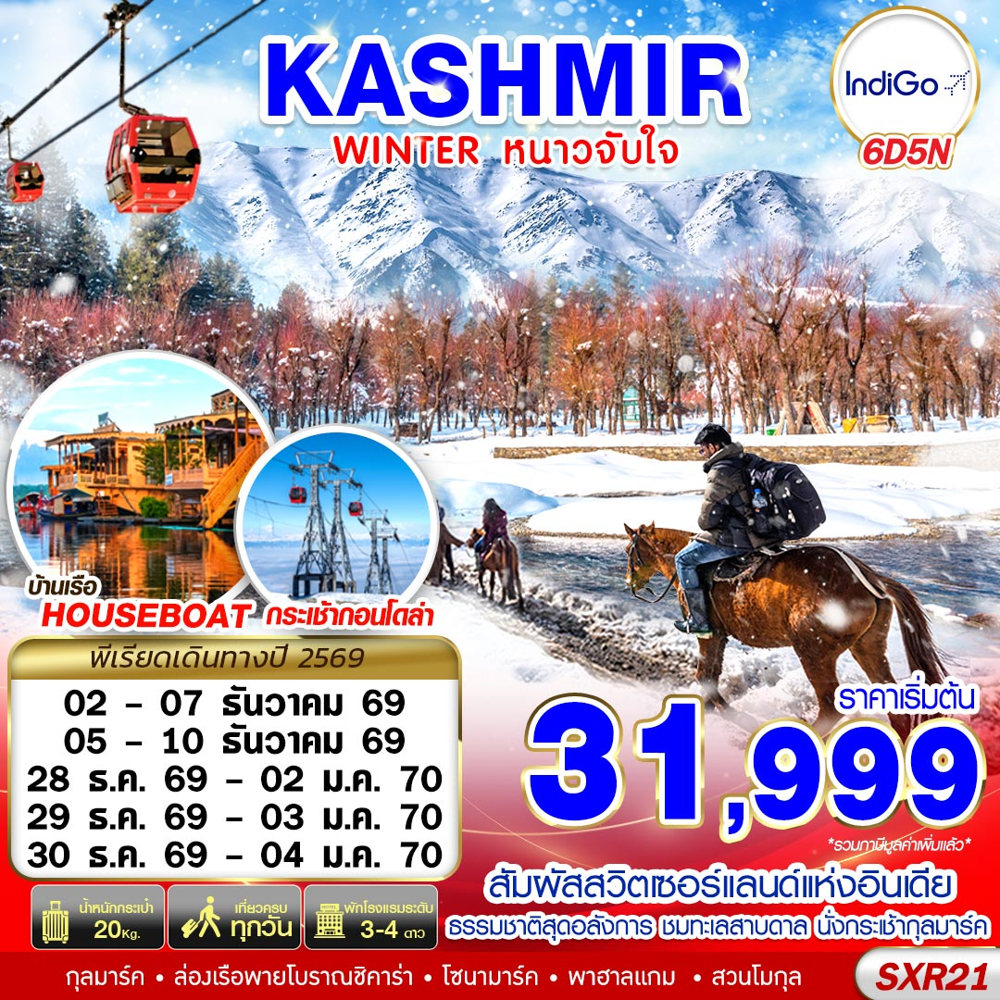 KASHMIR
WINTER หนาวจับใจ
IndiGo
6D5N
บ้านเรือ
HOUSEBOAT กระเช้ากอนโดล่า
พีเรียดเดินทางปี 2569
02 - 07 ธันวาคม 69
05 - 10 ธันวาคม 69
28 ธ.ค. 69 - 02 ม.ค. 70
29 ธ.ค. 69 - 03 ม.ค. 70
30 ธ.ค. 69 - 04 ม.ค. 70
ราคาเริ่มต้น
31,999
*รวมภาษีมูลค่าเพิ่มแล้ว*
สัมผัสสวิตเซอร์แลนด์แห่งอินเดีย
ธรรมชาติสุดอลังการ ชมทะเลสาบดาล นั่งกระเช้ากุลมาร์ค
น้ำหนักกระเป๋า
20Kg.
เที่ยวครบ
ทุกวัน
HOTEL
พักโรงแรมระดับ
3-4 ดาว
กุลมาร์ค • ล่องเรือพายโบราณชิคาร่า • โซนามาร์ค • พาฮาลแกม • สวนโมกุล
SXR21